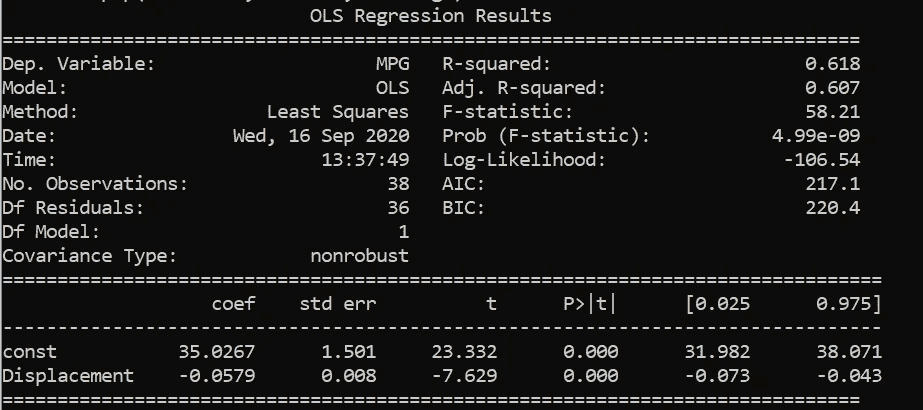 OLS Regression Results
==============================================================================
Dep. Variable: MPG R-squared: 0.618
Model: OLS Adj. R-squared: 0.607
Method: Least Squares F-statistic: 58.21
Date: Wed, 16 Sep 2020 Prob (F-statistic): 4.99e-09
Time: 13:37:49 Log-Likelihood: -106.54
No. Observations: 38 AIC: 217.1
Df Residuals: 36 BIC: 220.4
Df Model: 1
Covariance Type: nonrobust
================================================================================
coef std err t P>|t| [0.025 0.975]
--------------------------------------------------------------------------------
const 35.0267 1.501 23.332 0.000 31.982 38.071
Displacement -0.0579 0.008 -7.629 0.000 -0.073 -0.043
==============================================================================